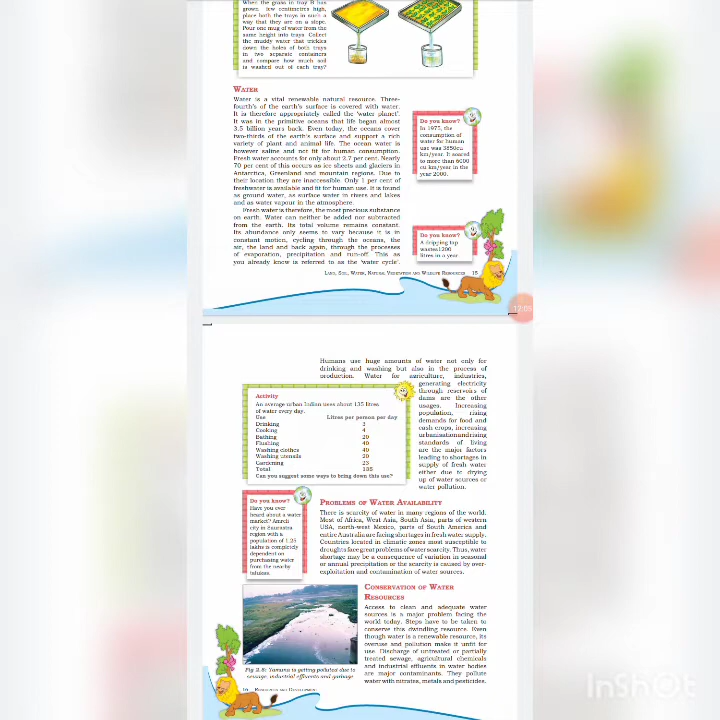 When the grass in tray B has
grown few centimetres high,
place both the trays in such a
way that they are on a slope.
Pour one mug of water from the
same height into trays. Collect
the muddy water that trickles
down the holes of both trays
in two separate containers
and compare how much soil
is washed out of each tray?
WATER
Water is a vital renewable natural resource. Three-
fourth's of the earth's surface is covered with water.
It is therefore appropriately called the 'water planet'.
It was in the primitive oceans that life began almost
3.5 billion years back. Even today, the oceans cover
two-thirds of the earth's surface and support a rich
variety of plant and animal life. The ocean water is
however saline and not fit for human consumption.
Fresh water accounts for only about 2.7 per cent. Nearly
70 per cent of this occurs as ice sheets and glaciers in
Antarctica, Greenland and mountain regions. Due to
their location they are inaccessible. Only 1 per cent of
freshwater is available and fit for human use. It is found
as ground water, as surface water in rivers and lakes
and as water vapour in the atmosphere.
Fresh water is therefore, the most precious substance
on earth. Water can neither be added nor subtracted
from the earth. Its total volume remains constant.
Its abundance only seems to vary because it is in
constant motion, cycling through the oceans, the
air, the land and back again, through the processes
of evaporation, precipitation and run-off. This as
you already know is referred to as the 'water cycle'.
Do you know?
In 1975, the
consumption of
water for human
use was 3850cu
km/year. It soared
to more than 6000
cu km/year in the
year 2000.
Do you know?
A dripping tap
wastes1200
litres in a year.
LAND, SOIL, WATER, NATURAL VEGETATION AND WILDLIFE RESOURCES 15
Humans use huge amounts of water not only for
drinking and washing but also in the process of
production. Water for agriculture, industries,
generating electricity
through reservoirs of
dams are the other
usages. Increasing
population, rising
demands for food and
cash crops, increasing
urbanisation and rising
standards of living
are the major factors
leading to shortages in
supply of fresh water
either due to drying
up of water sources or
water pollution.
Activity
An average urban Indian uses about 135 litres
of water every day.
Use Litres per person per day
Drinking 3
Cooking 4
Bathing 20
Flushing 40
Washing clothes 40
Washing utensils 20
Gardening 23
Total
Can you suggest some ways to bring down this use?
Do you know?
Have you ever
heard about a water
market? Amreli
city in Saurastra
region with a
population of 1.25
lakhs is completely
dependent on
purchasing water
from the nearby
talukas.
PROBLEMS OF WATER AVAILABILITY
There is scarcity of water in many regions of the world.
Most of Africa, West Asia, South Asia, parts of western
USA, north-west Mexico, parts of South America and
entire Australia are facing shortages in fresh water supply.
Countries located in climatic zones most susceptible to
droughts face great problems of water scarcity. Thus, water
shortage may be a consequence of variation in seasonal
or annual precipitation or the scarcity is caused by over-
exploitation and contamination of water sources.
CONSERVATION OF WATER
RESOURCES
Access to clean and adequate water
sources is a major problem facing the
world today. Steps have to be taken to
conserve this dwindling resource. Even
though water is a renewable resource, its
overuse and pollution make it unfit for
use. Discharge of untreated or partially
treated sewage, agricultural chemicals
and industrial effluents in water bodies
are major contaminants. They pollute
water with nitrates, metals and pesticides.
Fig 2.8: Yamuna is getting polluted due to
sewage, industrial effluents and garbage
16 RESOURCES AND DEVELOPMENT
InShOt